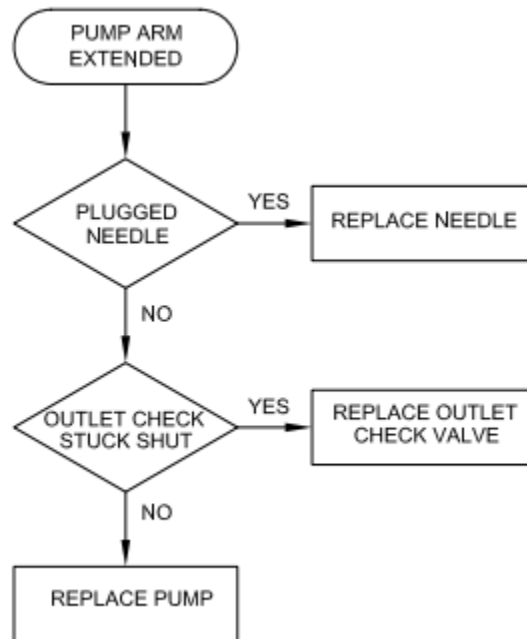 PUMP ARM
EXTENDED
PLUGGED
NEEDLE
YES
REPLACE NEEDLE
NO
OUTLET CHECK
STUCK SHUT
YES
REPLACE OUTLET
CHECK VALVE
NO
REPLACE PUMP